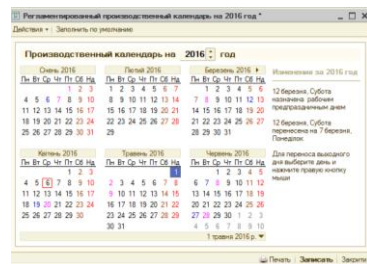 Регламентированный производственный календарь на 2016 год *
Действия Заполнить по умолчанию
Производственный календарь на 2016 год
Січень 2016 Лютий 2016 Березень 2016
Пн Вт Ср Чт Пт Сб Нд Пн Вт Ср Чт Пт Сб Нд Пн Вт Ср Чт Пт Сб Нд
1 2 3 1 2 3 4 5 6 7 1 2 3 4 5 6
4 5 6 7 8 9 10 8 9 10 11 12 13 14 7 8 9 10 11 12 13
11 12 13 14 15 16 17 15 16 17 18 19 20 21 14 15 16 17 18 19 20
18 19 20 21 22 23 24 22 23 24 25 26 27 28 21 22 23 24 25 26 27
25 26 27 28 29 30 31 29 28 29 30 31
Квітень 2016 Травень 2016 Червень 2016
Пн Вт Ср Чт Пт Сб Нд Пн Вт Ср Чт Пт Сб Нд Пн Вт Ср Чт Пт Сб Нд
1 2 3 1 1 2 3 4 5
4 5 6 7 8 9 10 2 3 4 5 6 7 8 6 7 8 9 10 11 12
11 12 13 14 15 16 17 9 10 11 12 13 14 15 13 14 15 16 17 18 19
18 19 20 21 22 23 24 16 17 18 19 20 21 22 20 21 22 23 24 25 26
25 26 27 28 29 30 23 24 25 26 27 28 29 27 28 29 30 1 2 3
30 31 4 5 6 7 8 9 10
1 травня 2016 р.
Изменения за 2016 год
12 березня, Субота
назначена рабочим
предпраздничным днем
12 березня, Субота
перенесена на 7 березня,
Понеділок
Для переноса выходного
дня выберите день и
нажмите правую кнопку
мыши
Печать Записать Закрыть